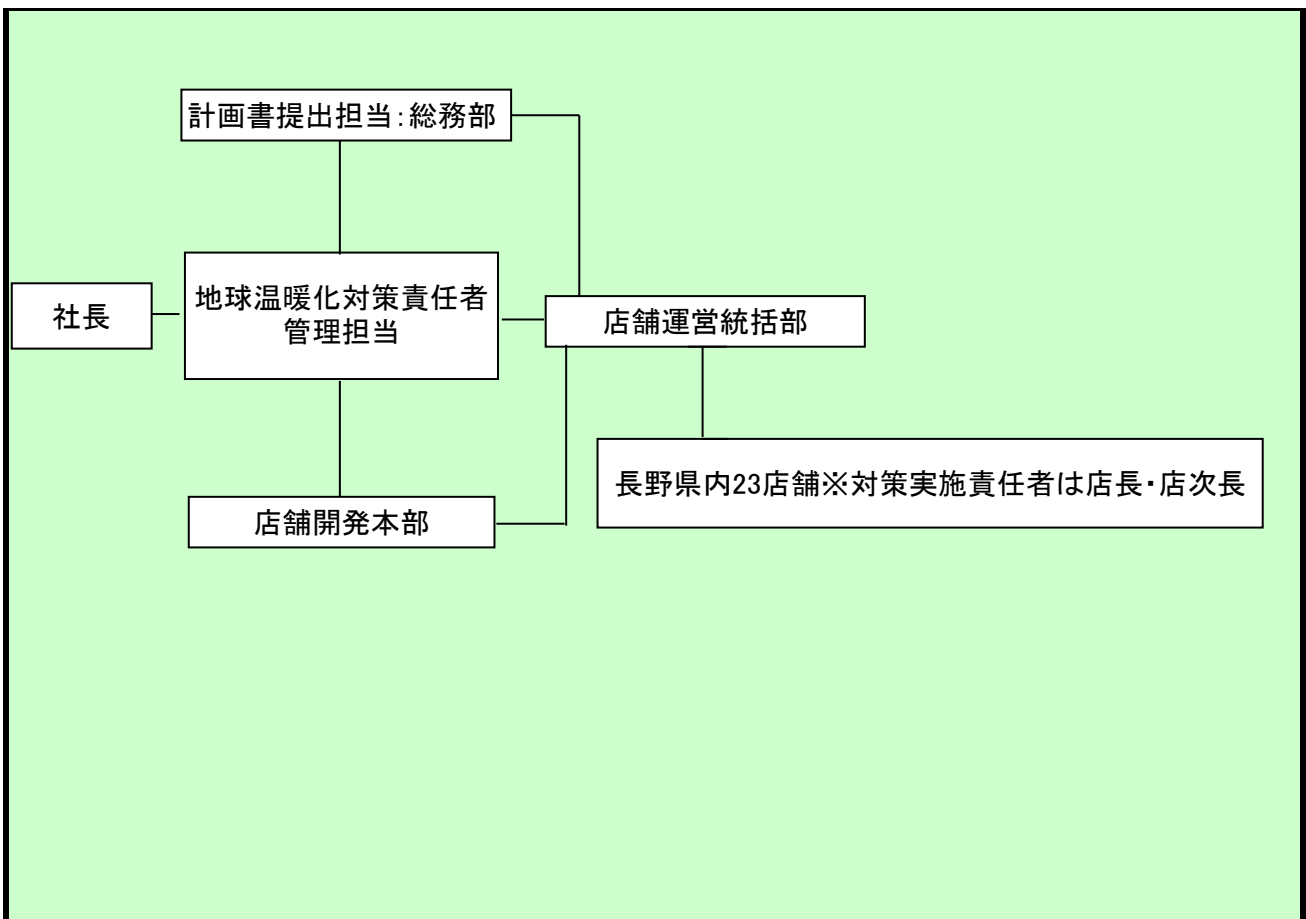 計画書提出担当:総務部
社長
地球温暖化対策責任者
管理担当
店舗運営統括部
長野県内23店舗※対策実施責任者は店長・店次長
店舗開発本部